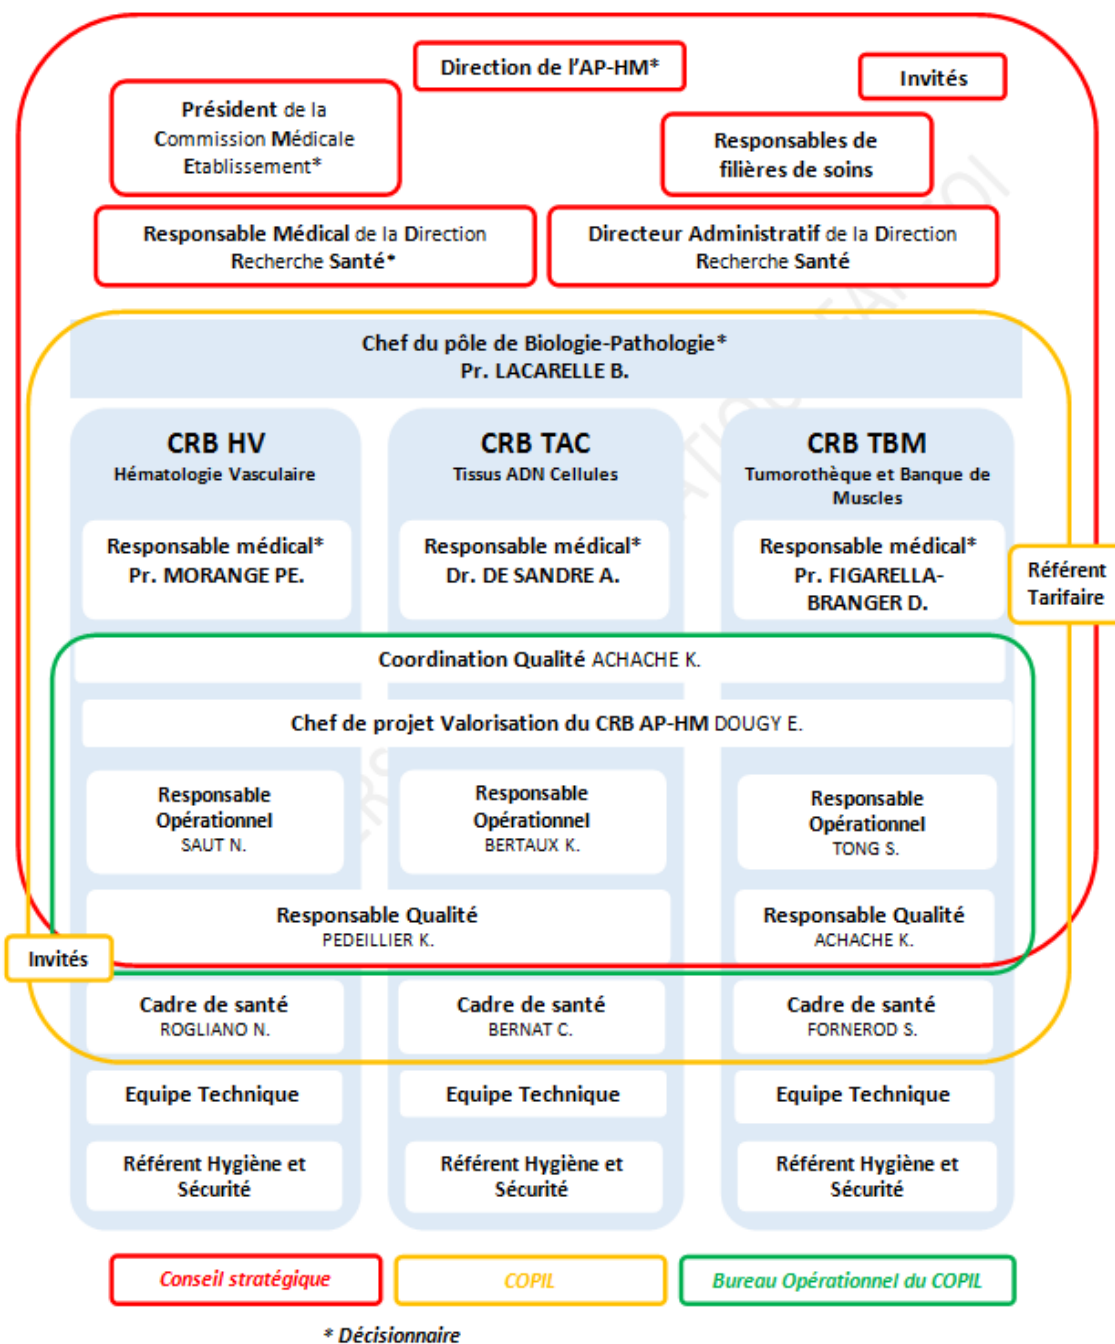 Direction de l'AP-HM*
Invités
Président de la
Commission Médicale
Etablissement*
Responsables de
filières de soins
Responsable Médical de la Direction
Recherche Santé*
Directeur Administratif de la Direction
Recherche Santé
Chef du pôle de Biologie-Pathologie*
Pr. LACARELLE B.
CRB HV
Hématologie Vasculaire
CRB TAC
Tissus ADN Cellules
CRB TBM
Tumorothèque et Banque de
Muscles
Responsable médical*
Pr. MORANGE PE.
Responsable médical*
Dr. DE SANDRE A.
Responsable médical*
Pr. FIGARELLA-
BRANGER D.
Référent
Tarifaire
Coordination Qualité ACHACHE K.
Chef de projet Valorisation du CRB AP-HM DOUGY E.
Responsable
Opérationnel
SAUT N.
Responsable
Opérationnel
BERTAUX K.
Responsable
Opérationnel
TONG S.
Responsable Qualité
PEDEILLIER K.
Responsable Qualité
ACHACHE K.
Invités
Cadre de santé
ROGLIANO N.
Cadre de santé
BERNAT C.
Cadre de santé
FORNEROD S.
Equipe Technique
Equipe Technique
Equipe Technique
Référent Hygiène et
Sécurité
Référent Hygiène et
Sécurité
Référent Hygiène et
Sécurité
Conseil stratégique
COPIL
Bureau Opérationnel du COPIL
* Décisionnaire